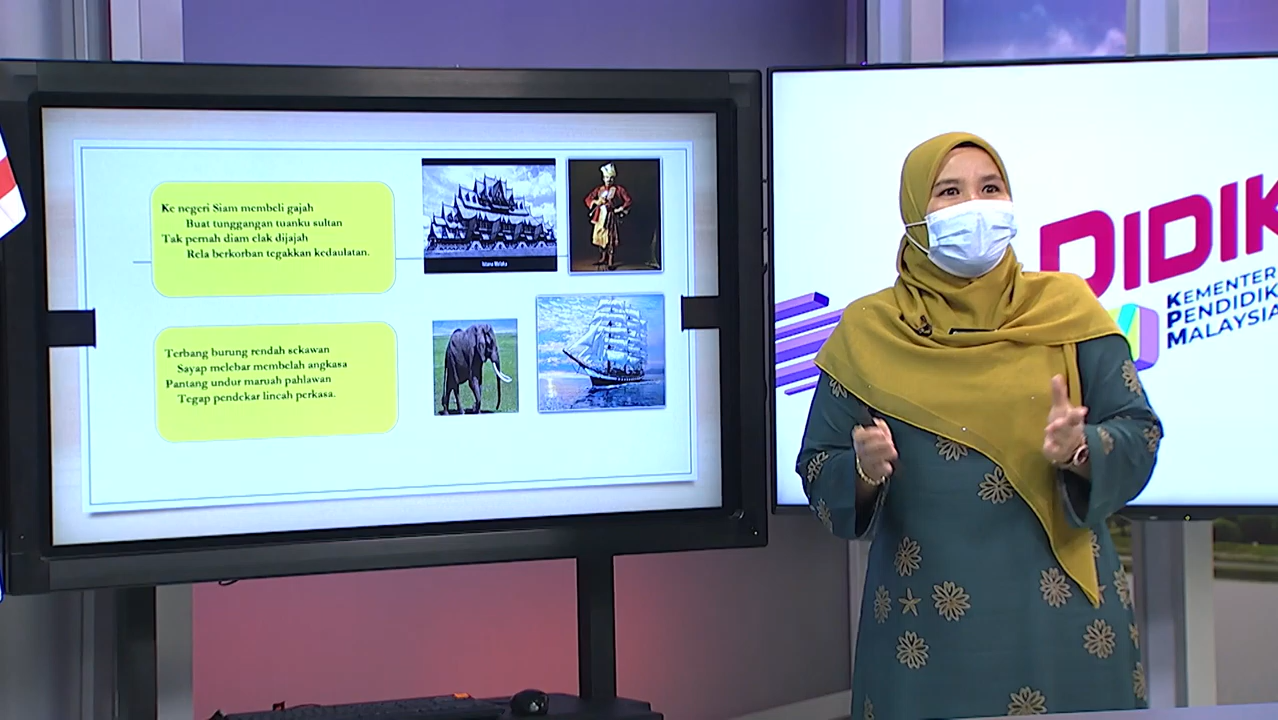 Ke negeri Siam membeli gajah
Buat tunggangan tuanku sultan
Tak pernah diam elak dijajah
Rela berkorban tegakkan kedaulatan.
Terbang burung rendah sekawan
Sayap melebar membelah angkasa
Pantang undur maruah pahlawan
Tegap pendekar lincah perkasa.
Istana Melaka
DIDIK
KEMENTER
PENDIDIK
MALAYSIA